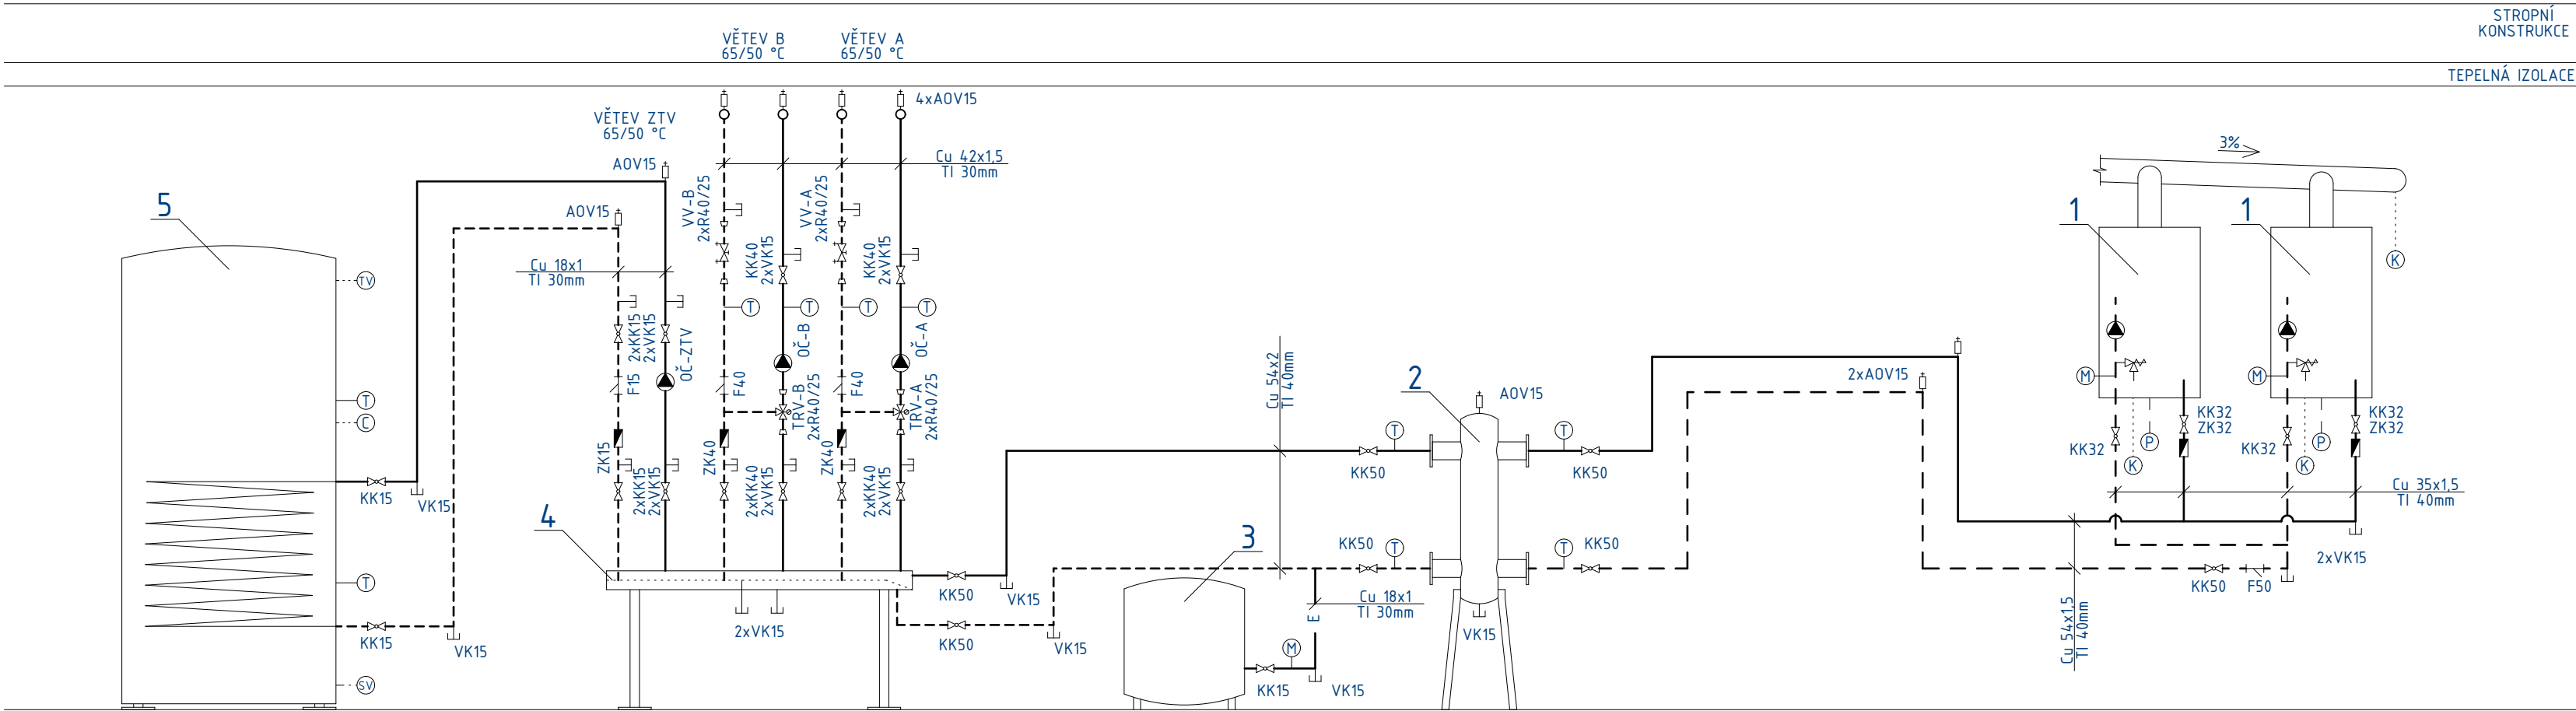 STROPNÍ
KONSTRUKCE
TEPELNÁ IZOLACE
VĚTEV B
65/50 °C
VĚTEV A
65/50 °C
4xAOV15
VĚTEV ZTV
65/50 °C
AOV15
AOV15
Cu 42x1,5
TI 30mm
VV-B
2xR40/25
VV-A
2xR40/25
KK40
2xVK15
KK40
2xVK15
Cu 18x1
TI 30mm
5
TV
T
C
T
SV
KK15
VK15
KK15
VK15
2xKK15
2xVK15
OČ-ZTV
F15
ZK15
2xKK15
2xVK15
T
T
T
T
OČ-B
OČ-A
F40
F40
TRV-B
2xR40/25
TRV-A
2xR40/25
ZK40
ZK40
2xKK40
2xVK15
2xKK40
2xVK15
4
2xVK15
KK50
VK15
KK50
VK15
3
Cu 54x2
TI 40mm
Cu 18x1
TI 30mm
E
M
KK15
VK15
2
AOV15
T
KK50
T
KK50
KK50
T
T
KK50
VK15
2xAOV15
3%
1
1
K
M
M
KK32
P
K
KK32
ZK32
KK32
P
K
KK32
ZK32
Cu 35x1,5
TI 40mm
2xVK15
KK50
F50
Cu 54x1,5
TI 40mm